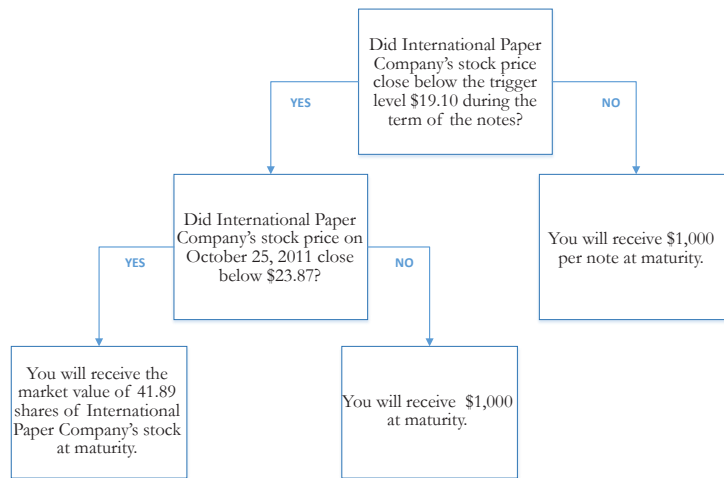 Did International Paper
Company's stock price
close below the trigger
level $19.10 during the
term of the notes?
YES
NO
Did International Paper
Company's stock price on
October 25, 2011 close
below $23.87?
You will receive $1,000
per note at maturity.
YES
NO
You will receive the
market value of 41.89
shares of International
Paper Company's stock
at maturity.
You will receive $1,000
at maturity.